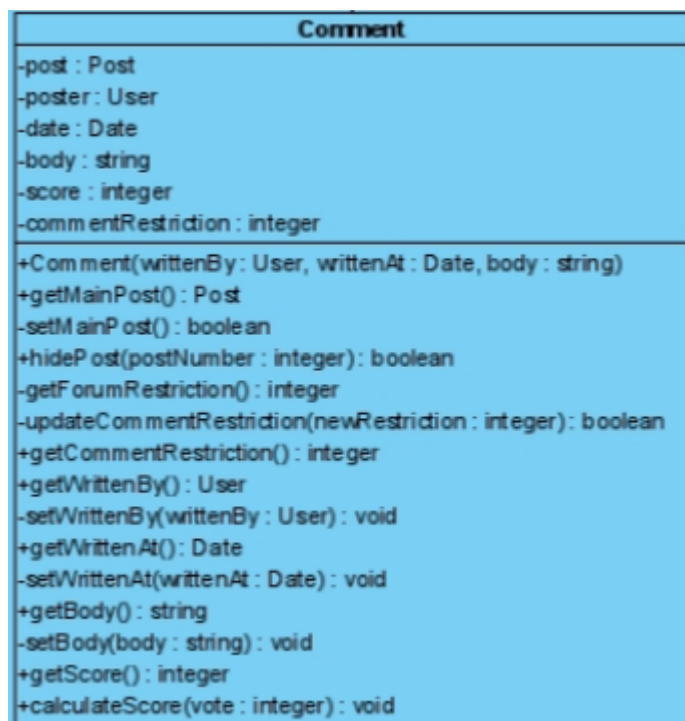 Comment
-post : Post
-poster : User
-date : Date
-body : string
-score : integer
-commentRestriction : integer
+Comment(writtenBy : User, writtenAt : Date, body : string)
+getMainPost() : Post
-setMainPost() : boolean
+hidePost(postNumber : integer) : boolean
-getForumRestriction() : integer
-updateCommentRestriction(newRestriction : integer) : boolean
+getCommentRestriction() : integer
+getWrittenBy() : User
-setWrittenBy(writtenBy : User) : void
+getWrittenAt() : Date
-setWrittenAt(writtenAt : Date) : void
+getBody() : string
-setBody(body : string) : void
+getScore() : integer
+calculateScore(vote : integer) : void